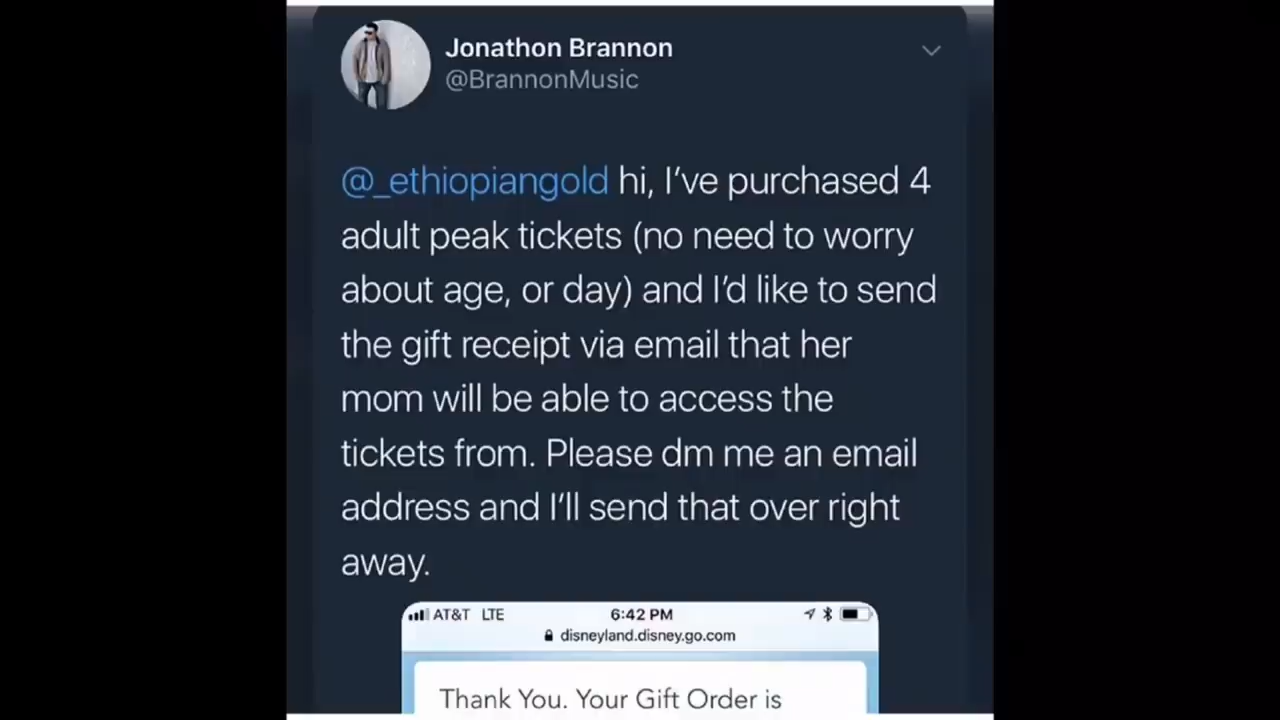 Jonathon Brannon
@BrannonMusic
@_ethiopiangold hi, I've purchased 4
adult peak tickets (no need to worry
about age, or day) and I'd like to send
the gift receipt via email that her
mom will be able to access the
tickets from. Please dm me an email
address and I'll send that over right
away.
AT&T LTE 6:42 PM
disneyland.disney.go.com
Thank You. Your Gift Order is